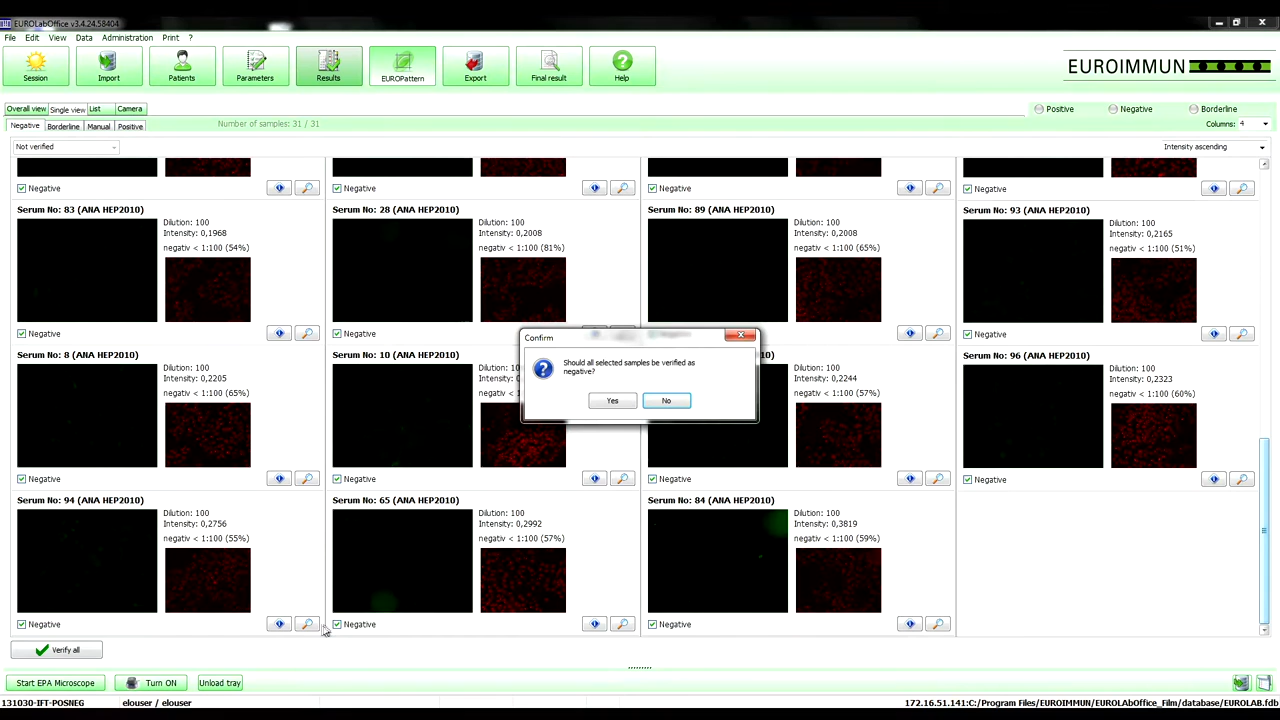 EUROLabOffice v3.4.24.58404
File Edit View Data Administration Print ?
Session Import Patients Parameters Results EUROPattern Export Final result Help
EUROIMMUN
Overall view Single view List Camera
Positive Negative Borderline
Negative Borderline Manual Positive
Number of samples: 31 / 31
Columns: 4
Not verified
Intensity ascending
Negative Negative Negative Negative
Serum No: 83 (ANA HEP2010)
Dilution: 100
Intensity: 0,1968
negativ < 1:100 (54%)
Negative
Serum No: 28 (ANA HEP2010)
Dilution: 100
Intensity: 0,2008
negativ < 1:100 (81%)
Serum No: 89 (ANA HEP2010)
Dilution: 100
Intensity: 0,2008
negativ < 1:100 (65%)
Serum No: 93 (ANA HEP2010)
Dilution: 100
Intensity: 0,2165
negativ < 1:100 (51%)
Negative
Negative
Serum No: 8 (ANA HEP2010)
Dilution: 100
Intensity: 0,2205
negativ < 1:100 (65%)
Negative
Serum No: 10 (ANA HEP2010)
Negative
Confirm
Should all selected samples be verified as
negative?
Yes No
Intensity: 0,2244
negativ < 1:100 (57%)
Negative
Serum No: 96 (ANA HEP2010)
Dilution: 100
Intensity: 0,2323
negativ < 1:100 (60%)
Negative
Serum No: 94 (ANA HEP2010)
Dilution: 100
Intensity: 0,2756
negativ < 1:100 (55%)
Negative
Serum No: 65 (ANA HEP2010)
Dilution: 100
Intensity: 0,2992
negativ < 1:100 (57%)
Negative
Serum No: 84 (ANA HEP2010)
Dilution: 100
Intensity: 0,3819
negativ < 1:100 (59%)
Negative
Verify all
Start EPA Microscope Turn ON Unload tray
131030-IFT-POSNEG elouser / elouser 172.16.51.141:C:/Program Files/EUROIMMUN/EUROLAbOffice_Film/database/EUROLAB.fdb